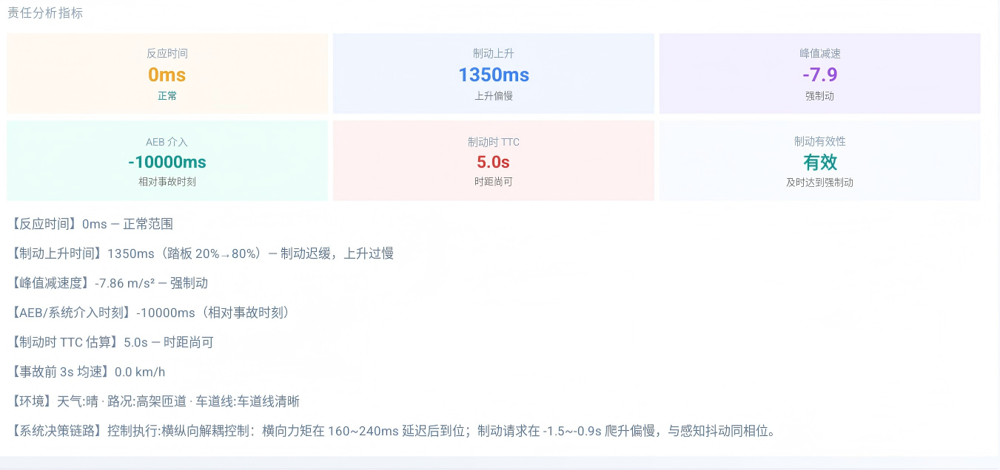 责任分析指标
反应时间
0ms
正常
制动上升
1350ms
上升偏慢
峰值减速
-7.9
强制动
AEB 介入
-10000ms
相对事故时刻
制动时 TTC
5.0s
时距尚可
制动有效性
有效
及时达到强制动
【反应时间】0ms — 正常范围
【制动上升时间】1350ms（踏板 20%→80%）— 制动迟缓，上升过慢
【峰值减速度】-7.86 m/s² — 强制动
【AEB/系统介入时刻】-10000ms（相对事故时刻）
【制动时 TTC 估算】5.0s — 时距尚可
【事故前 3s 均速】0.0 km/h
【环境】天气:晴 · 路况:高架匝道 · 车道线:车道线清晰
【系统决策链路】控制执行:横纵向解耦控制：横向力矩在 160~240ms 延迟后到位；制动请求在 -1.5~-0.9s 爬升偏慢，与感知抖动同相位。